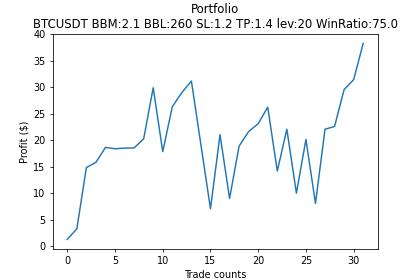 Portfolio
BTCUSDT BBM:2.1 BBL:260 SL:1.2 TP:1.4 lev:20 WinRatio:75.0
40
35
30
25
20
15
10
5
0
Profit ($)
0 5 10 15 20 25 30
Trade counts